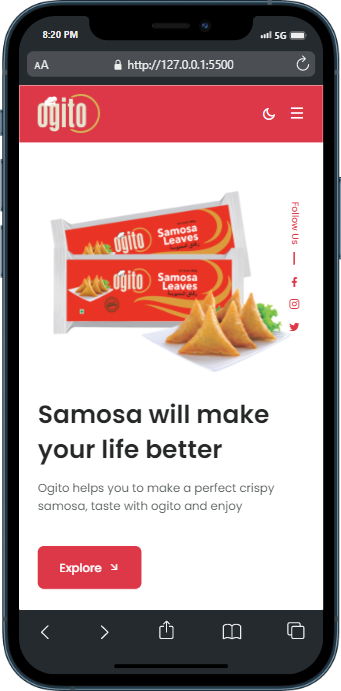 8:20 PM
5G
AA
http://127.0.0.1:5500
ogito
Follow Us
ogito
Samosa
Leaves
ogito
Samosa
Leaves
Samosa will make
your life better
Ogito helps you to make a perfect crispy
samosa, taste with ogito and enjoy
Explore